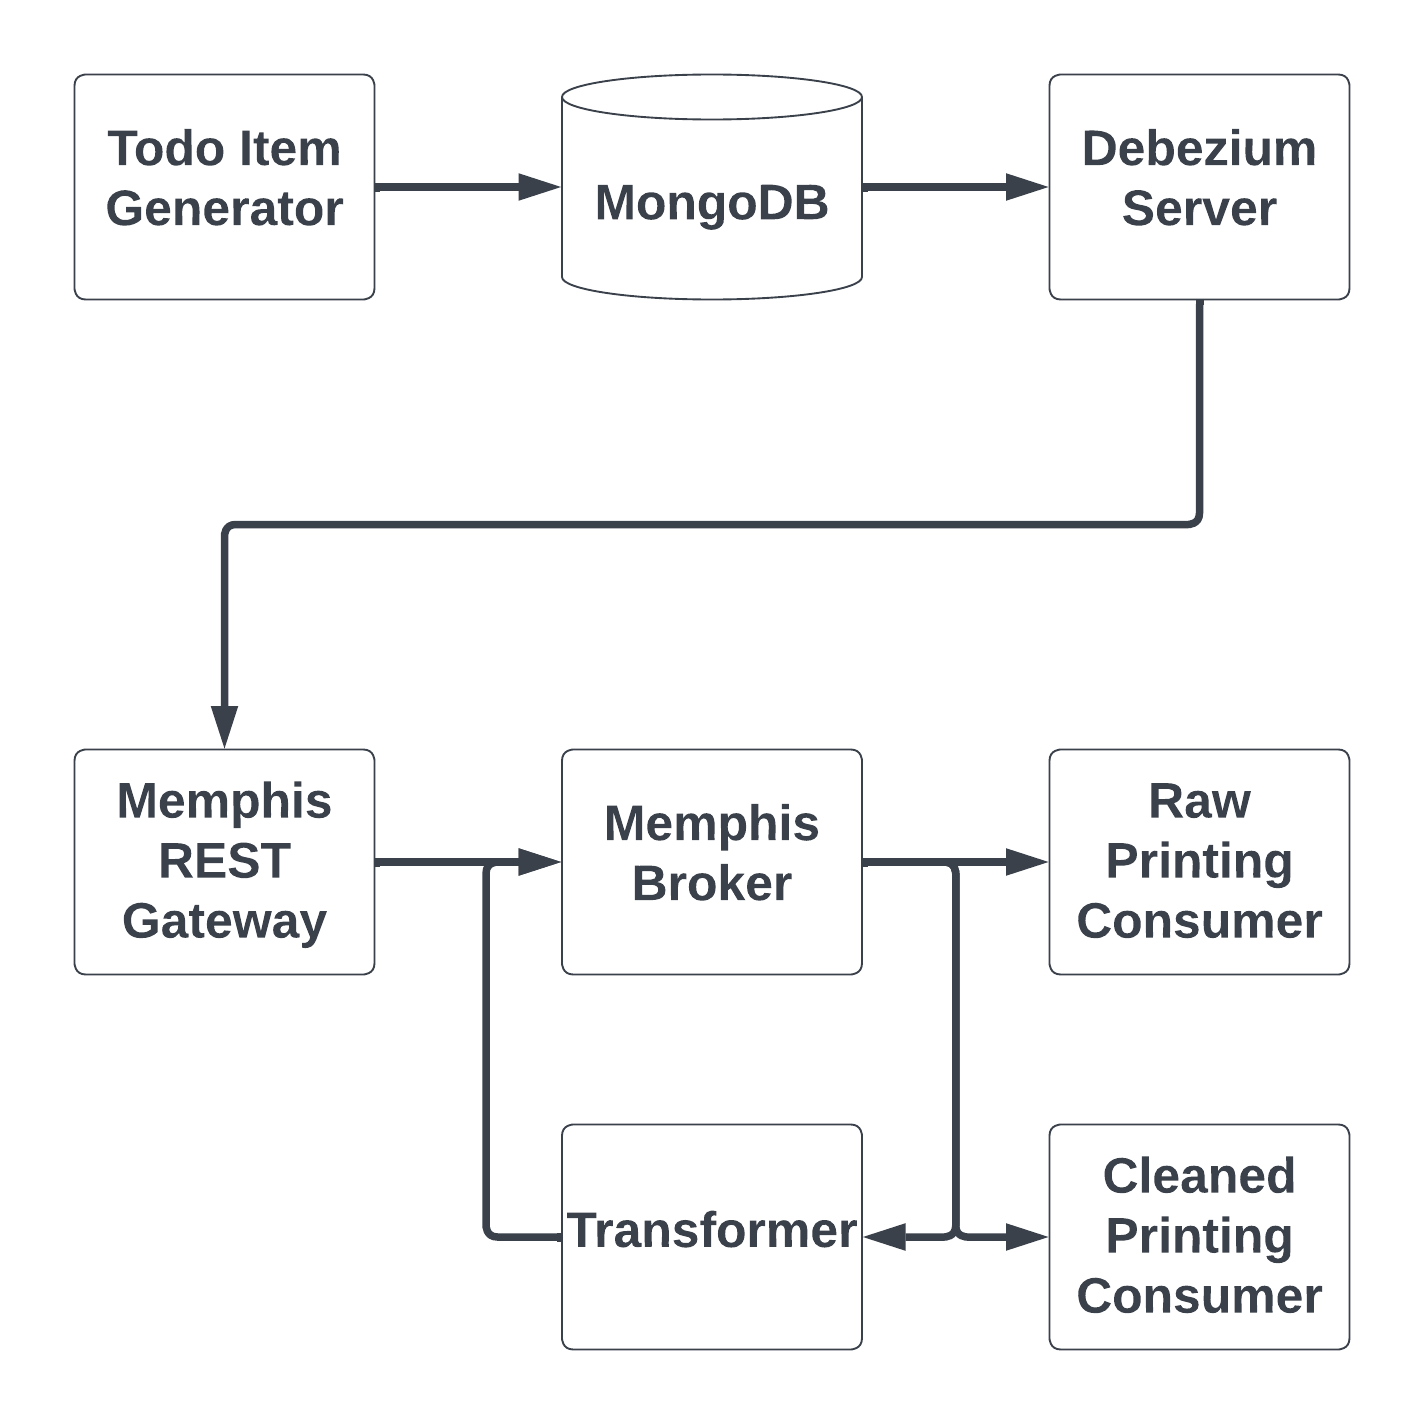 Todo Item
Generator
MongoDB
Debezium
Server
Memphis
REST
Gateway
Memphis
Broker
Raw
Printing
Consumer
Transformer
Cleaned
Printing
Consumer